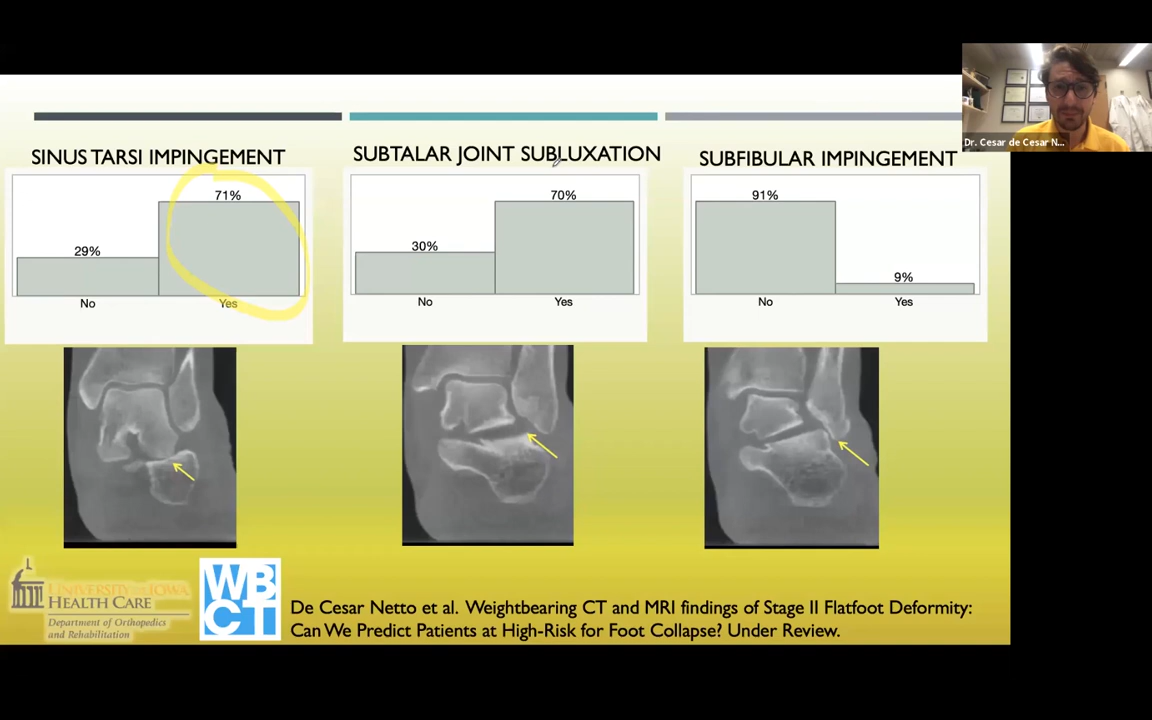 Dr. Cesar de Cesar N...
SINUS TARSI IMPINGEMENT
71%
29%
No
Yes
SUBTALAR JOINT SUBLUXATION
70%
30%
No
Yes
SUBFIBULAR IMPINGEMENT
91%
9%
No
Yes
UNIVERSITY OF IOWA
HEALTH CARE
Department of Orthopedics
and Rehabilitation
WB
CT
De Cesar Netto et al. Weightbearing CT and MRI findings of Stage II Flatfoot Deformity:
Can We Predict Patients at High-Risk for Foot Collapse? Under Review.